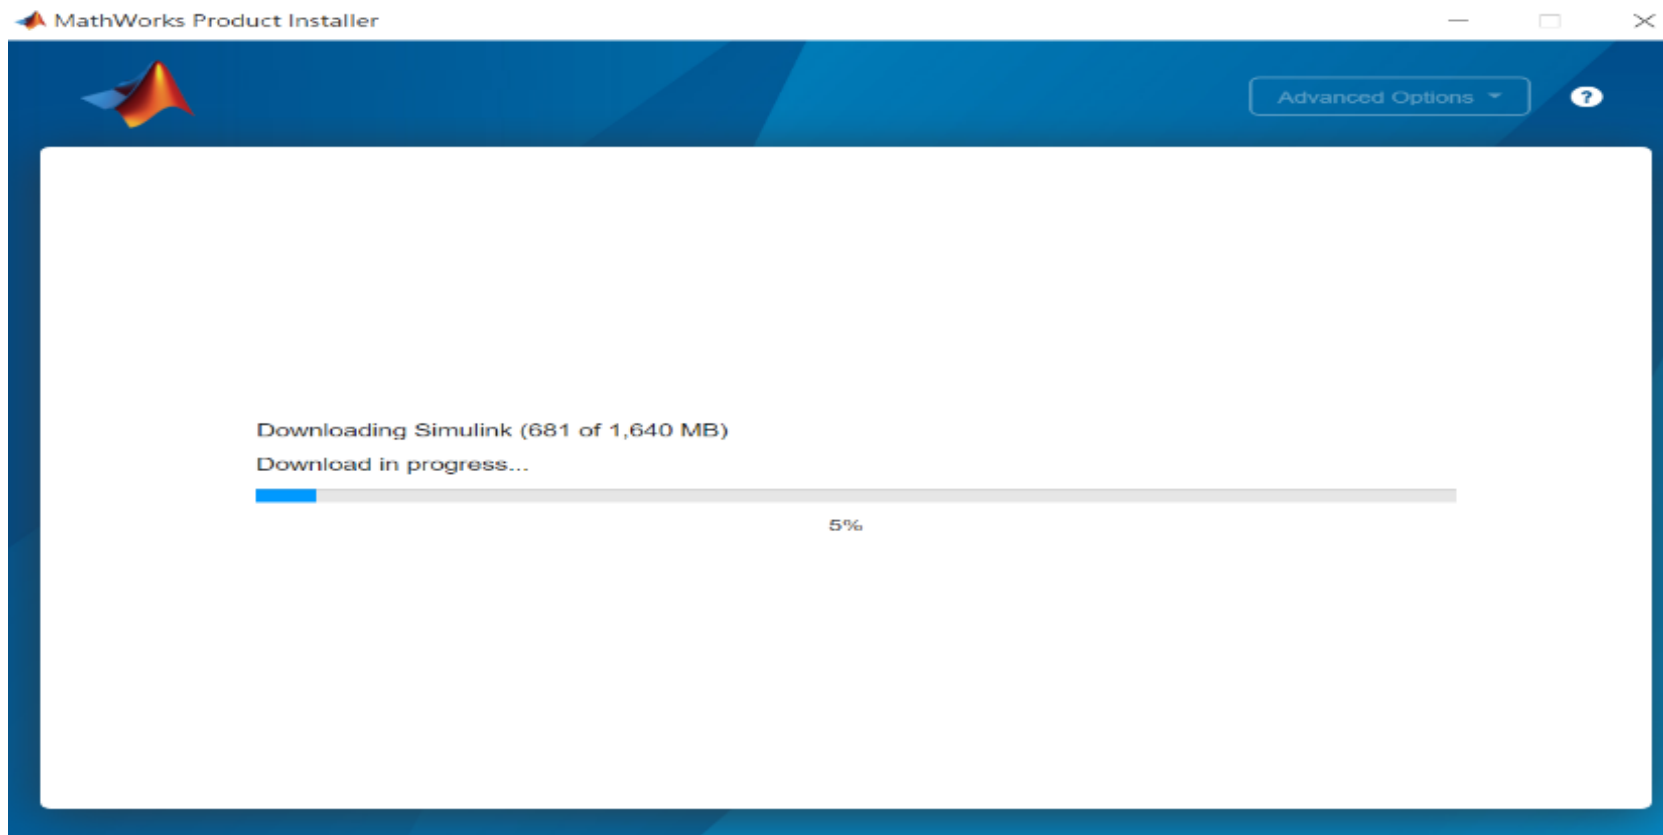 MathWorks Product Installer
Advanced Options
?
Downloading Simulink (681 of 1,640 MB)
Download in progress...
5%